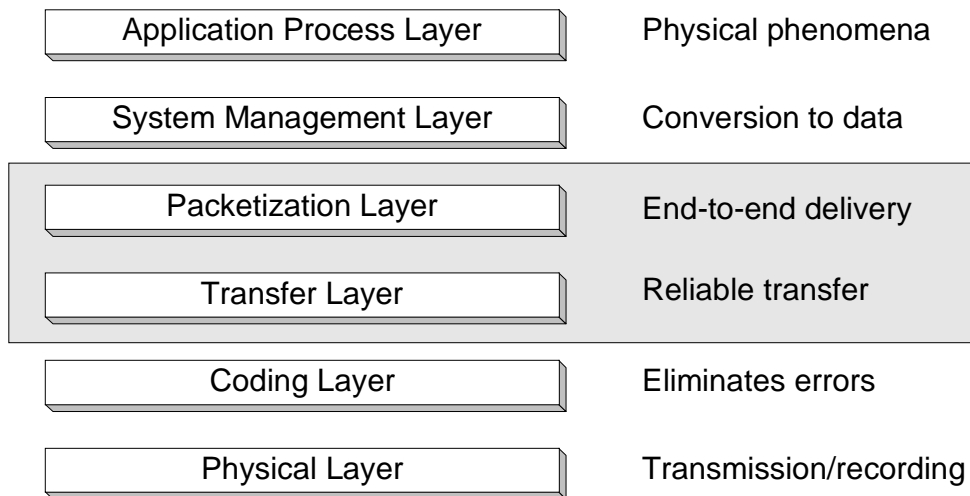 Application Process Layer Physical phenomena
System Management Layer Conversion to data
Packetization Layer End-to-end delivery
Transfer Layer Reliable transfer
Coding Layer Eliminates errors
Physical Layer Transmission/recording